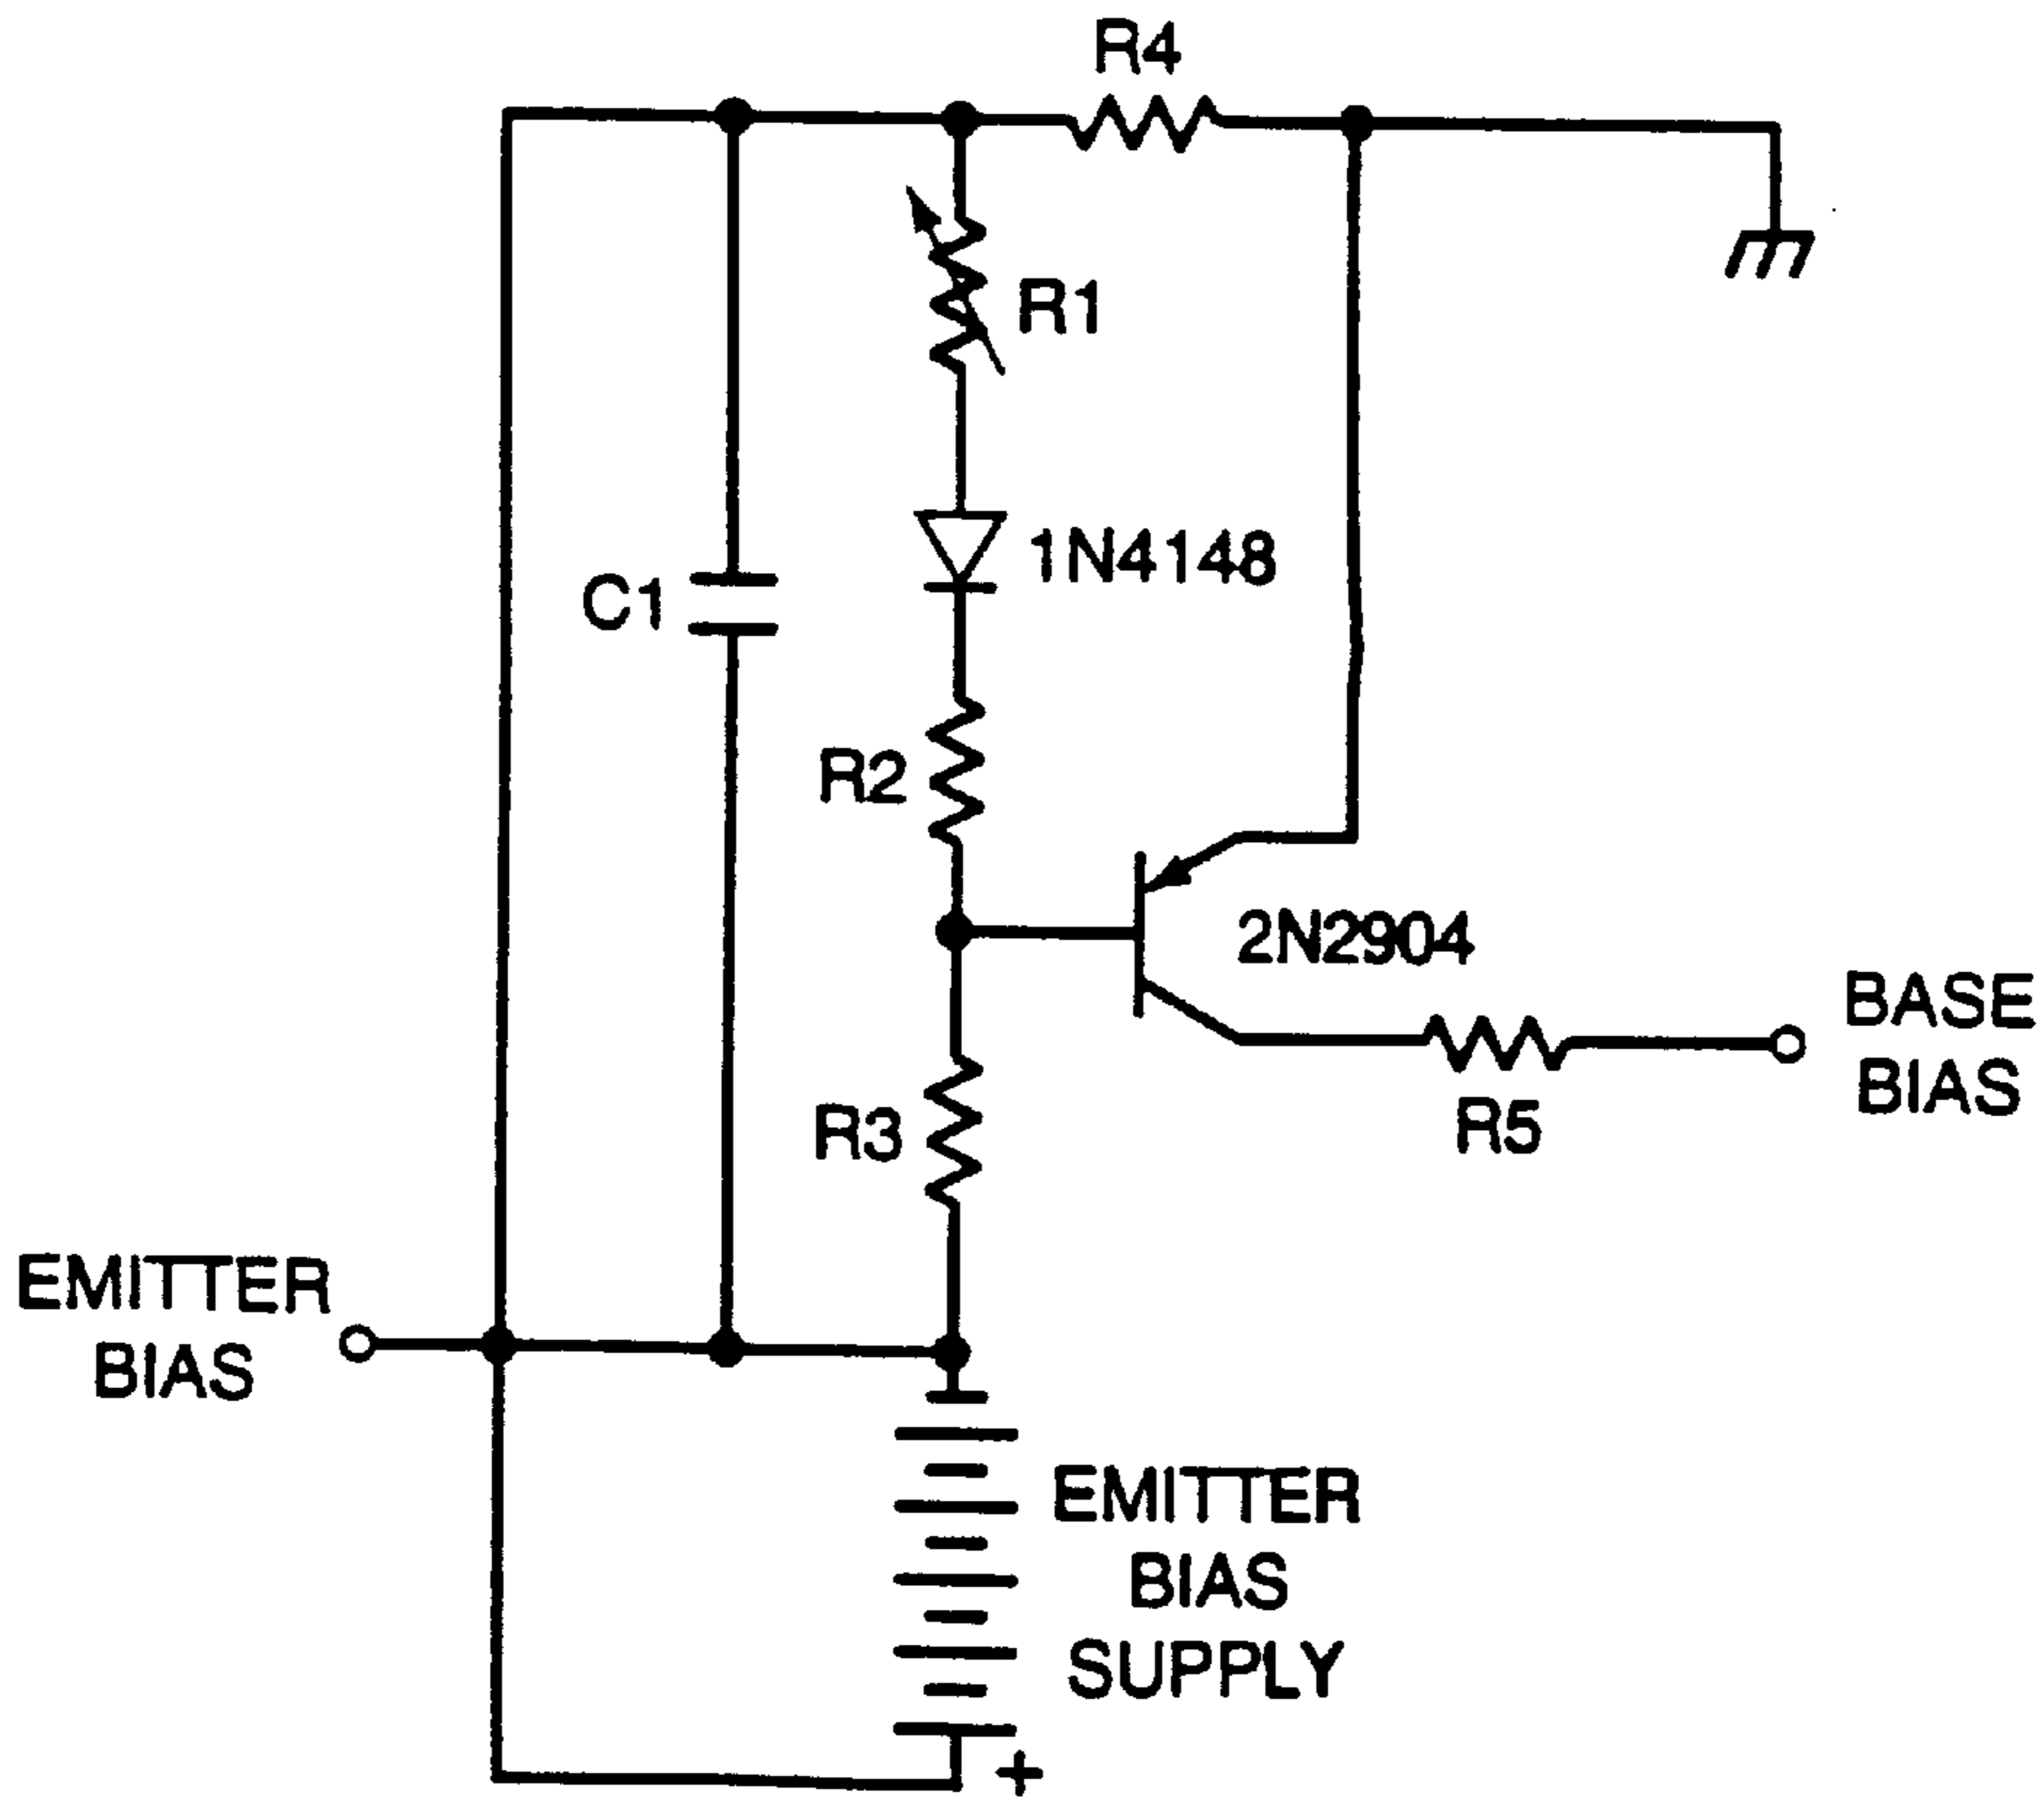 R4
R1
1N4148
C1
R2
2N2904
BASE
BIAS
R5
R3
EMITTER
BIAS
EMITTER
BIAS
SUPPLY
+